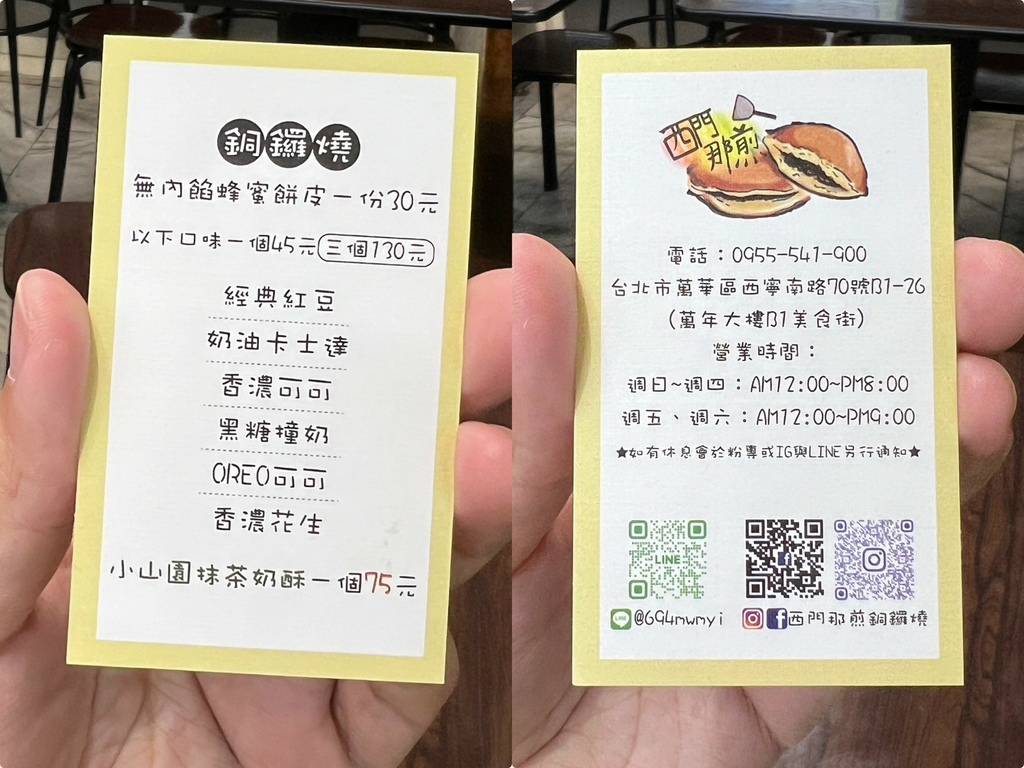 銅鑼燒
無內餡蜂蜜餅皮一份30元
以下口味一個45元 三個130元
經典紅豆
奶油卡士達
香濃可可
黑糖撞奶
OREO可可
香濃花生
小山園抹茶奶酥一個75元
西門
那煎
電話：0955-541-900
台北市萬華區西寧南路70號B1-26
(萬年大樓B1美食街)
營業時間：
週日~週四：AM12:00~PM8:00
週五、週六：AM12:00~PM9:00
★如有休息會於粉專或IG與LINE另行通知★
LINE
@694nwnyi 西門那煎銅鑼燒